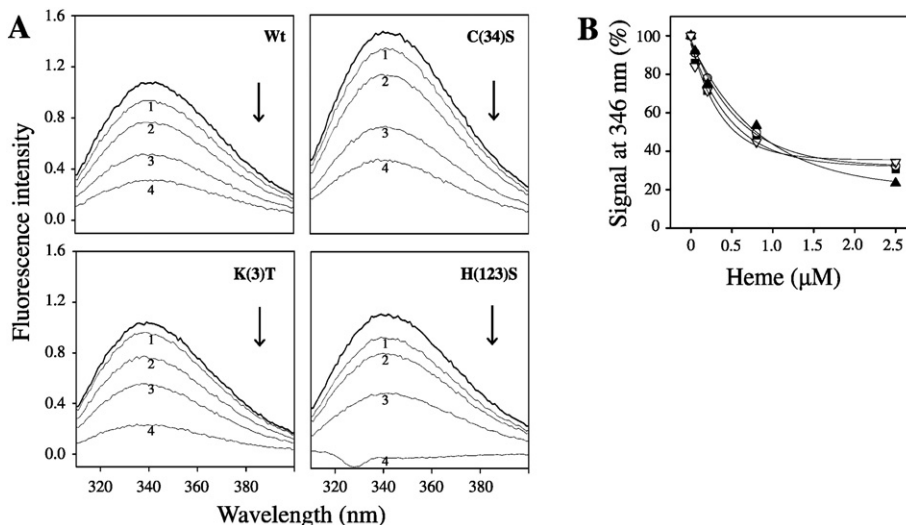 A
Fluorescence intensity
1.6
1.2
0.8
0.4
0.0
Wt
1
2
3
4
C(34)S
1
2
3
4
1.6
1.2
0.8
0.4
0.0
K(3)T
1
2
3
4
H(123)S
1
2
3
4
320 340 360 380
320 340 360 380
Wavelength (nm)
B
Signal at 346 nm (%)
100
80
60
40
20
0
0 0.5 1.0 1.5 2.0 2.5
Heme (µM)